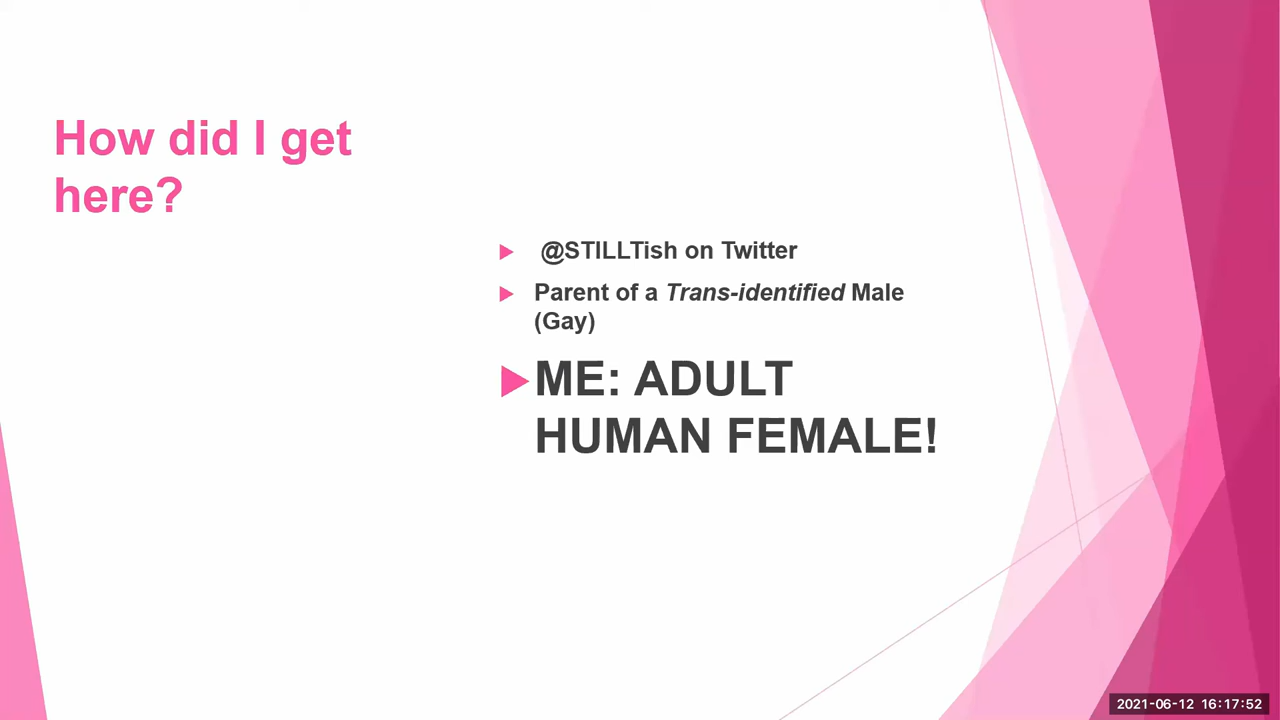 How did I get
here?
@STILLTish on Twitter
Parent of a Trans-identified Male
(Gay)
ME: ADULT
HUMAN FEMALE!
2021-06-12 16:17:52